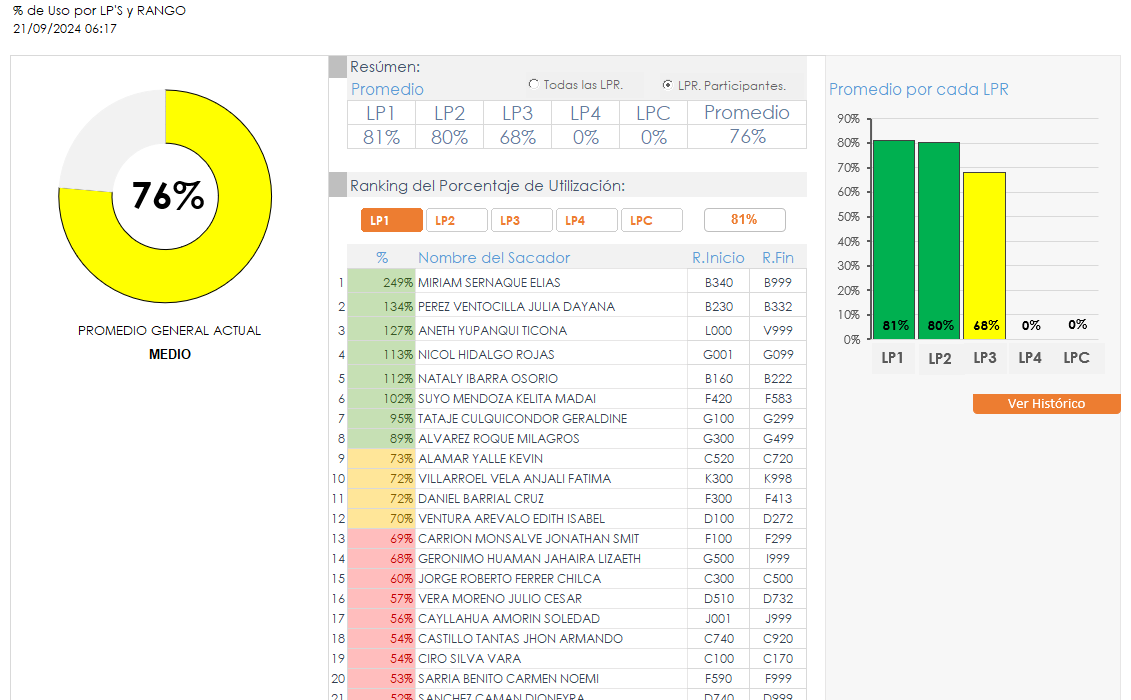 % de Uso por LP'S y RANGO
21/09/2024 06:17
76%
PROMEDIO GENERAL ACTUAL
MEDIO
Resúmen:
Promedio
Todas las LPR. LPR. Participantes.
LP1 LP2 LP3 LP4 LPC Promedio
81% 80% 68% 0% 0% 76%
Ranking del Porcentaje de Utilización:
LP1 LP2 LP3 LP4 LPC 81%
% Nombre del Sacador R.Inicio R.Fin
1 249% MIRIAM SERNAQUE ELIAS B340 B999
2 134% PEREZ VENTOCILLA JULIA DAYANA B230 B332
3 127% ANETH YUPANQUI TICONA L000 V999
4 113% NICOL HIDALGO ROJAS G001 G099
5 112% NATALY IBARRA OSORIO B160 B222
6 102% SUYO MENDOZA KELITA MADAI F420 F583
7 95% TATAJE CULQUICONDOR GERALDINE G100 G299
8 89% ALVAREZ ROQUE MILAGROS G300 G499
9 73% ALAMAR YALLE KEVIN C520 C720
10 72% VILLARROEL VELA ANJALI FATIMA K300 K998
11 72% DANIEL BARRIAL CRUZ F300 F413
12 70% VENTURA AREVALO EDITH ISABEL D100 D272
13 69% CARRION MONSALVE JONATHAN SMIT F100 F299
14 68% GERONIMO HUAMAN JAHAIRA LIZAETH G500 I999
15 60% JORGE ROBERTO FERRER CHILCA C300 C500
16 57% VERA MORENO JULIO CESAR D510 D732
17 56% CAYLLAHUA AMORIN SOLEDAD J001 J999
18 54% CASTILLO TANTAS JHON ARMANDO C740 C920
19 54% CIRO SILVA VARA C100 C170
20 53% SARRIA BENITO CARMEN NOEMI F590 F999
21 52% SANCHEZ CAMAN DIONEYRA D740 D999
Promedio por cada LPR
90%
80%
70%
60%
50%
40%
30%
20%
10%
0%
81% 80% 68% 0% 0%
LP1 LP2 LP3 LP4 LPC
Ver Histórico